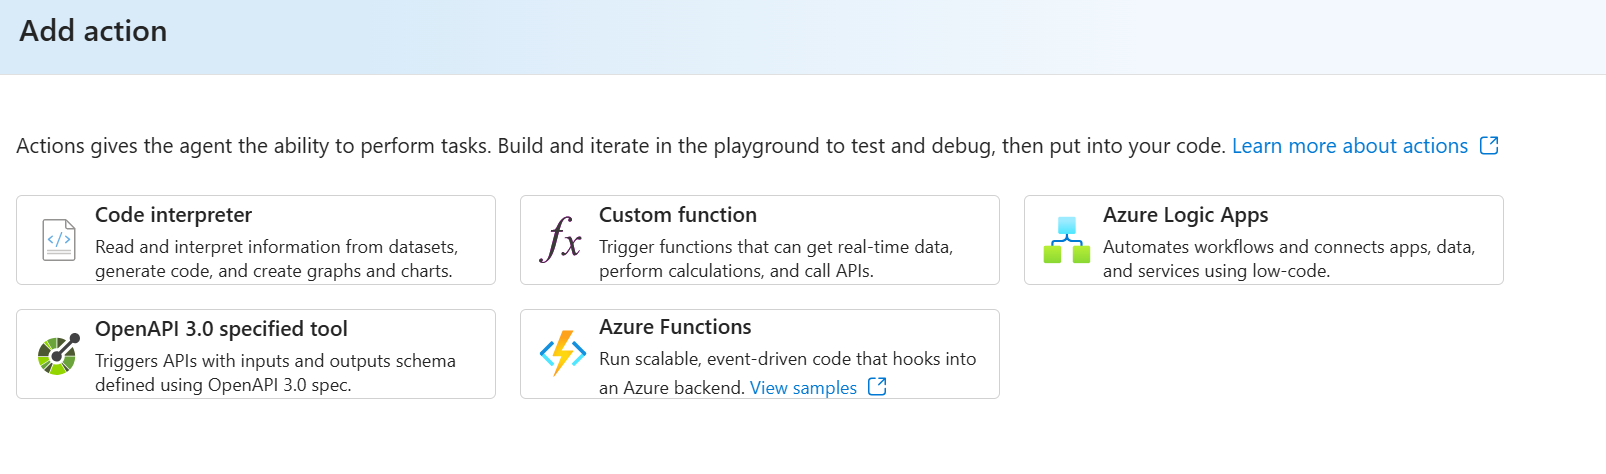 Add action
Actions gives the agent the ability to perform tasks. Build and iterate in the playground to test and debug, then put into your code. Learn more about actions
Code interpreter
Read and interpret information from datasets,
generate code, and create graphs and charts.
Custom function
Trigger functions that can get real-time data,
perform calculations, and call APIs.
Azure Logic Apps
Automates workflows and connects apps, data,
and services using low-code.
OpenAPI 3.0 specified tool
Triggers APIs with inputs and outputs schema
defined using OpenAPI 3.0 spec.
Azure Functions
Run scalable, event-driven code that hooks into
an Azure backend. View samples